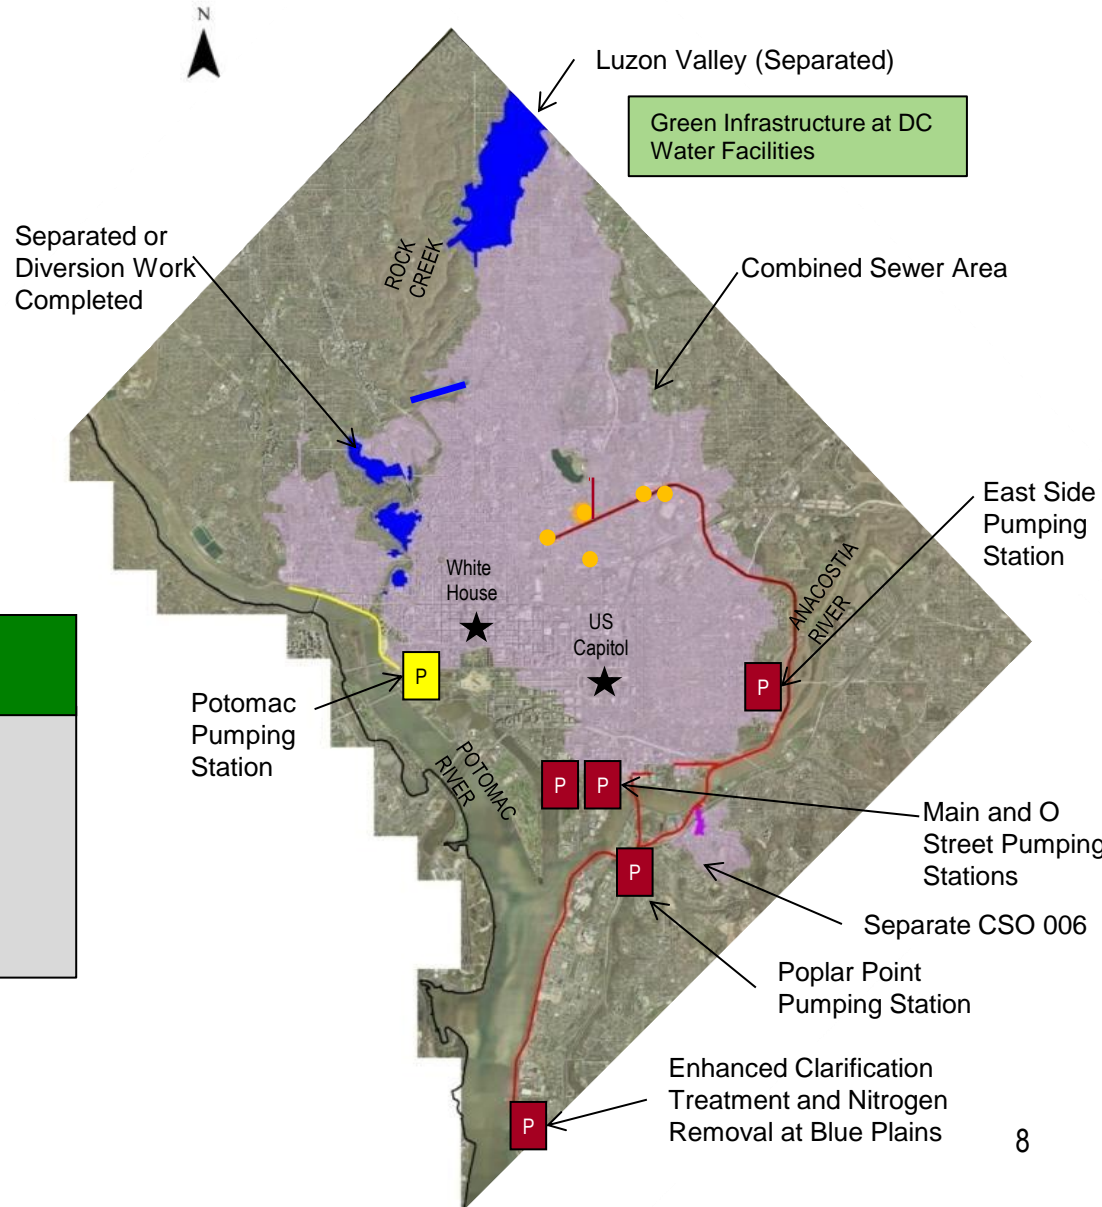 N
Luzon Valley (Separated)
Green Infrastructure at DC
Water Facilities
Separated or
Diversion Work
Completed
ROCK
CREEK
Combined Sewer Area
East Side
Pumping
Station
ANACOSTIA
RIVER
White
House
US
Capitol
P
P
Potomac
Pumping
Station
POTOMAC
RIVER
P
P
Main and O
Street Pumping
Stations
P
Separate CSO 006
Poplar Point
Pumping Station
Enhanced Clarification
Treatment and Nitrogen
Removal at Blue Plains
P
8